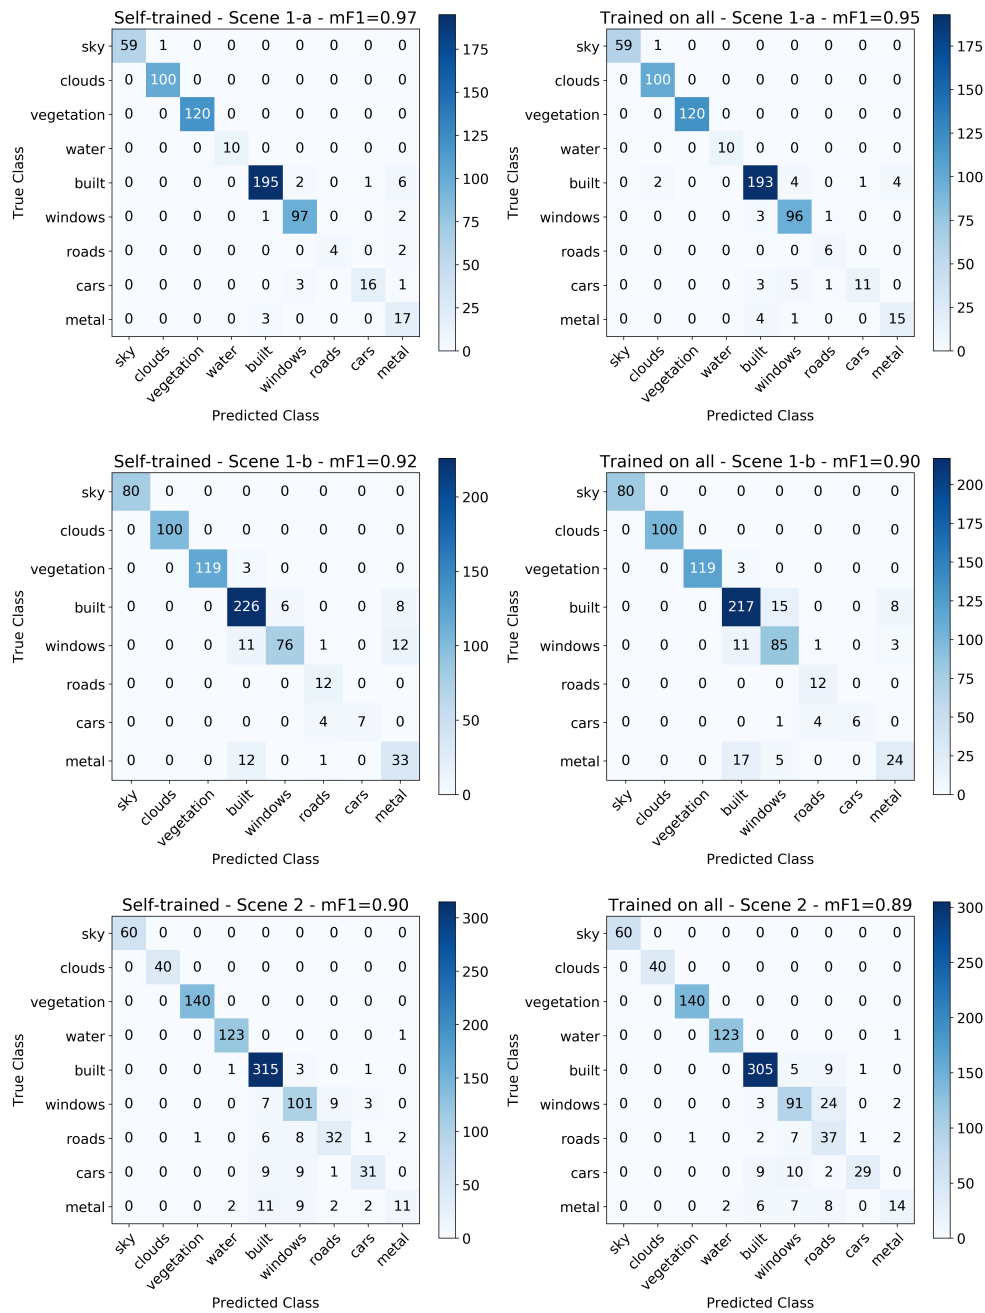 Self-trained - Scene 1-a - mF1=0.97
True Class
sky 59 1 0 0 0 0 0 0 0
clouds 0 100 0 0 0 0 0 0 0
vegetation 0 0 120 0 0 0 0 0 0
water 0 0 0 10 0 0 0 0 0
built 0 0 0 0 195 2 0 1 6
windows 0 0 0 0 1 97 0 0 2
roads 0 0 0 0 0 0 4 0 2
cars 0 0 0 0 0 3 0 16 1
metal 0 0 0 0 3 0 0 0 17
sky clouds vegetation water built windows roads cars metal
Predicted Class
175
150
125
100
75
50
25
0
Trained on all - Scene 1-a - mF1=0.95
True Class
sky 59 1 0 0 0 0 0 0 0
clouds 0 100 0 0 0 0 0 0 0
vegetation 0 0 120 0 0 0 0 0 0
water 0 0 0 10 0 0 0 0 0
built 0 2 0 0 193 4 0 1 4
windows 0 0 0 0 3 96 1 0 0
roads 0 0 0 0 0 0 6 0 0
cars 0 0 0 0 3 5 1 11 0
metal 0 0 0 0 4 1 0 0 15
sky clouds vegetation water built windows roads cars metal
Predicted Class
175
150
125
100
75
50
25
0
Self-trained - Scene 1-b - mF1=0.92
True Class
sky 80 0 0 0 0 0 0 0
clouds 0 100 0 0 0 0 0 0
vegetation 0 0 119 3 0 0 0 0
built 0 0 0 226 6 0 0 8
windows 0 0 0 11 76 1 0 12
roads 0 0 0 0 0 12 0 0
cars 0 0 0 0 0 4 7 0
metal 0 0 0 12 0 1 0 33
sky clouds vegetation built windows roads cars metal
Predicted Class
200
150
100
50
0
Trained on all - Scene 1-b - mF1=0.90
True Class
sky 80 0 0 0 0 0 0 0
clouds 0 100 0 0 0 0 0 0
vegetation 0 0 119 3 0 0 0 0
built 0 0 0 217 15 0 0 8
windows 0 0 0 11 85 1 0 3
roads 0 0 0 0 0 12 0 0
cars 0 0 0 0 1 4 6 0
metal 0 0 0 17 5 0 0 24
sky clouds vegetation built windows roads cars metal
Predicted Class
200
175
150
125
100
75
50
25
0
Self-trained - Scene 2 - mF1=0.90
True Class
sky 60 0 0 0 0 0 0 0 0
clouds 0 40 0 0 0 0 0 0 0
vegetation 0 0 140 0 0 0 0 0 0
water 0 0 0 123 0 0 0 0 1
built 0 0 0 1 315 3 0 1 0
windows 0 0 0 0 7 101 9 3 0
roads 0 0 1 0 6 8 32 1 2
cars 0 0 0 0 9 9 1 31 0
metal 0 0 0 2 11 9 2 2 11
sky clouds vegetation water built windows roads cars metal
Predicted Class
300
250
200
150
100
50
0
Trained on all - Scene 2 - mF1=0.89
True Class
sky 60 0 0 0 0 0 0 0 0
clouds 0 40 0 0 0 0 0 0 0
vegetation 0 0 140 0 0 0 0 0 0
water 0 0 0 123 0 0 0 0 1
built 0 0 0 0 305 5 9 1 0
windows 0 0 0 0 3 91 24 0 2
roads 0 0 1 0 2 7 37 1 2
cars 0 0 0 0 9 10 2 29 0
metal 0 0 0 2 6 7 8 0 14
sky clouds vegetation water built windows roads cars metal
Predicted Class
300
250
200
150
100
50
0